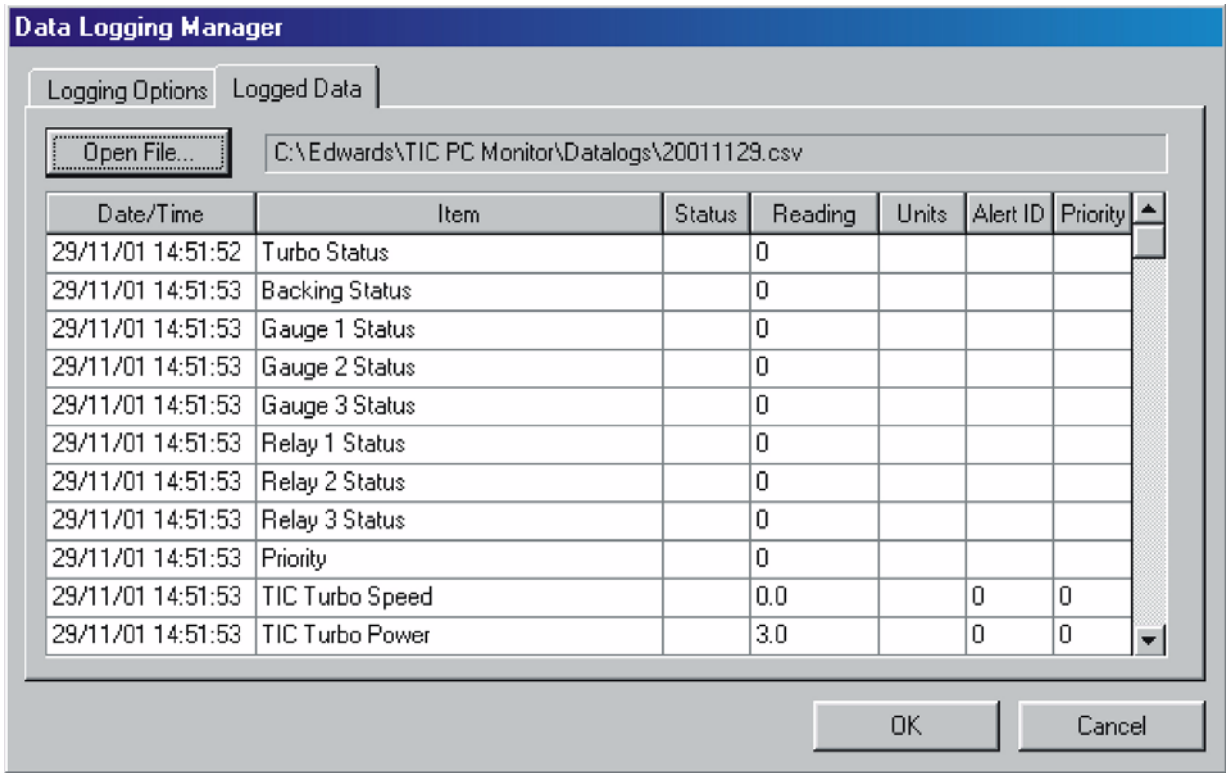 Data Logging Manager
Logging Options Logged Data
Open File... C:\Edwards\TIC PC Monitor\Datalogs\20011129.csv
Date/Time Item Status Reading Units Alert ID Priority
29/11/01 14:51:52 Turbo Status 0
29/11/01 14:51:53 Backing Status 0
29/11/01 14:51:53 Gauge 1 Status 0
29/11/01 14:51:53 Gauge 2 Status 0
29/11/01 14:51:53 Gauge 3 Status 0
29/11/01 14:51:53 Relay 1 Status 0
29/11/01 14:51:53 Relay 2 Status 0
29/11/01 14:51:53 Relay 3 Status 0
29/11/01 14:51:53 Priority 0
29/11/01 14:51:53 TIC Turbo Speed 0.0 0 0
29/11/01 14:51:53 TIC Turbo Power 3.0 0 0
OK Cancel